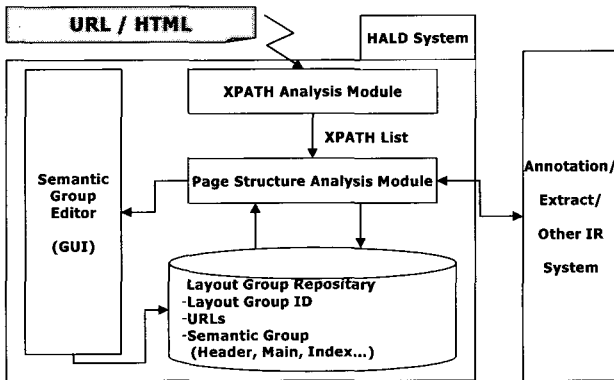 URL / HTML
HALD System
XPATH Analysis Module
XPATH List
Page Structure Analysis Module
Semantic
Group
Editor
(GUI)
Annotation/
Extract/
Other IR
System
Layout Group Repositary
-Layout Group ID
-URLs
-Semantic Group
(Header, Main, Index...)